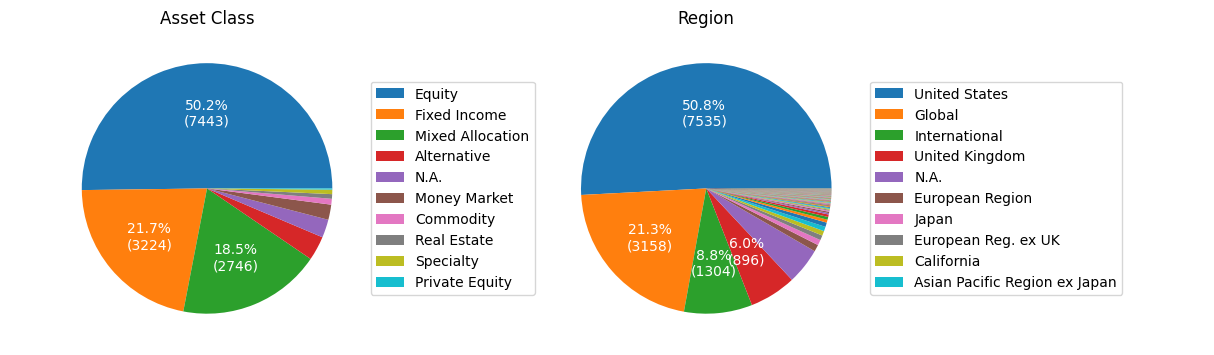 Asset Class
50.2%
(7443)
21.7%
(3224)
18.5%
(2746)
Equity
Fixed Income
Mixed Allocation
Alternative
N.A.
Money Market
Commodity
Real Estate
Specialty
Private Equity
Region
50.8%
(7535)
21.3%
(3158)
8.8%
(1304)
6.0%
(896)
United States
Global
International
United Kingdom
N.A.
European Region
Japan
European Reg. ex UK
California
Asian Pacific Region ex Japan